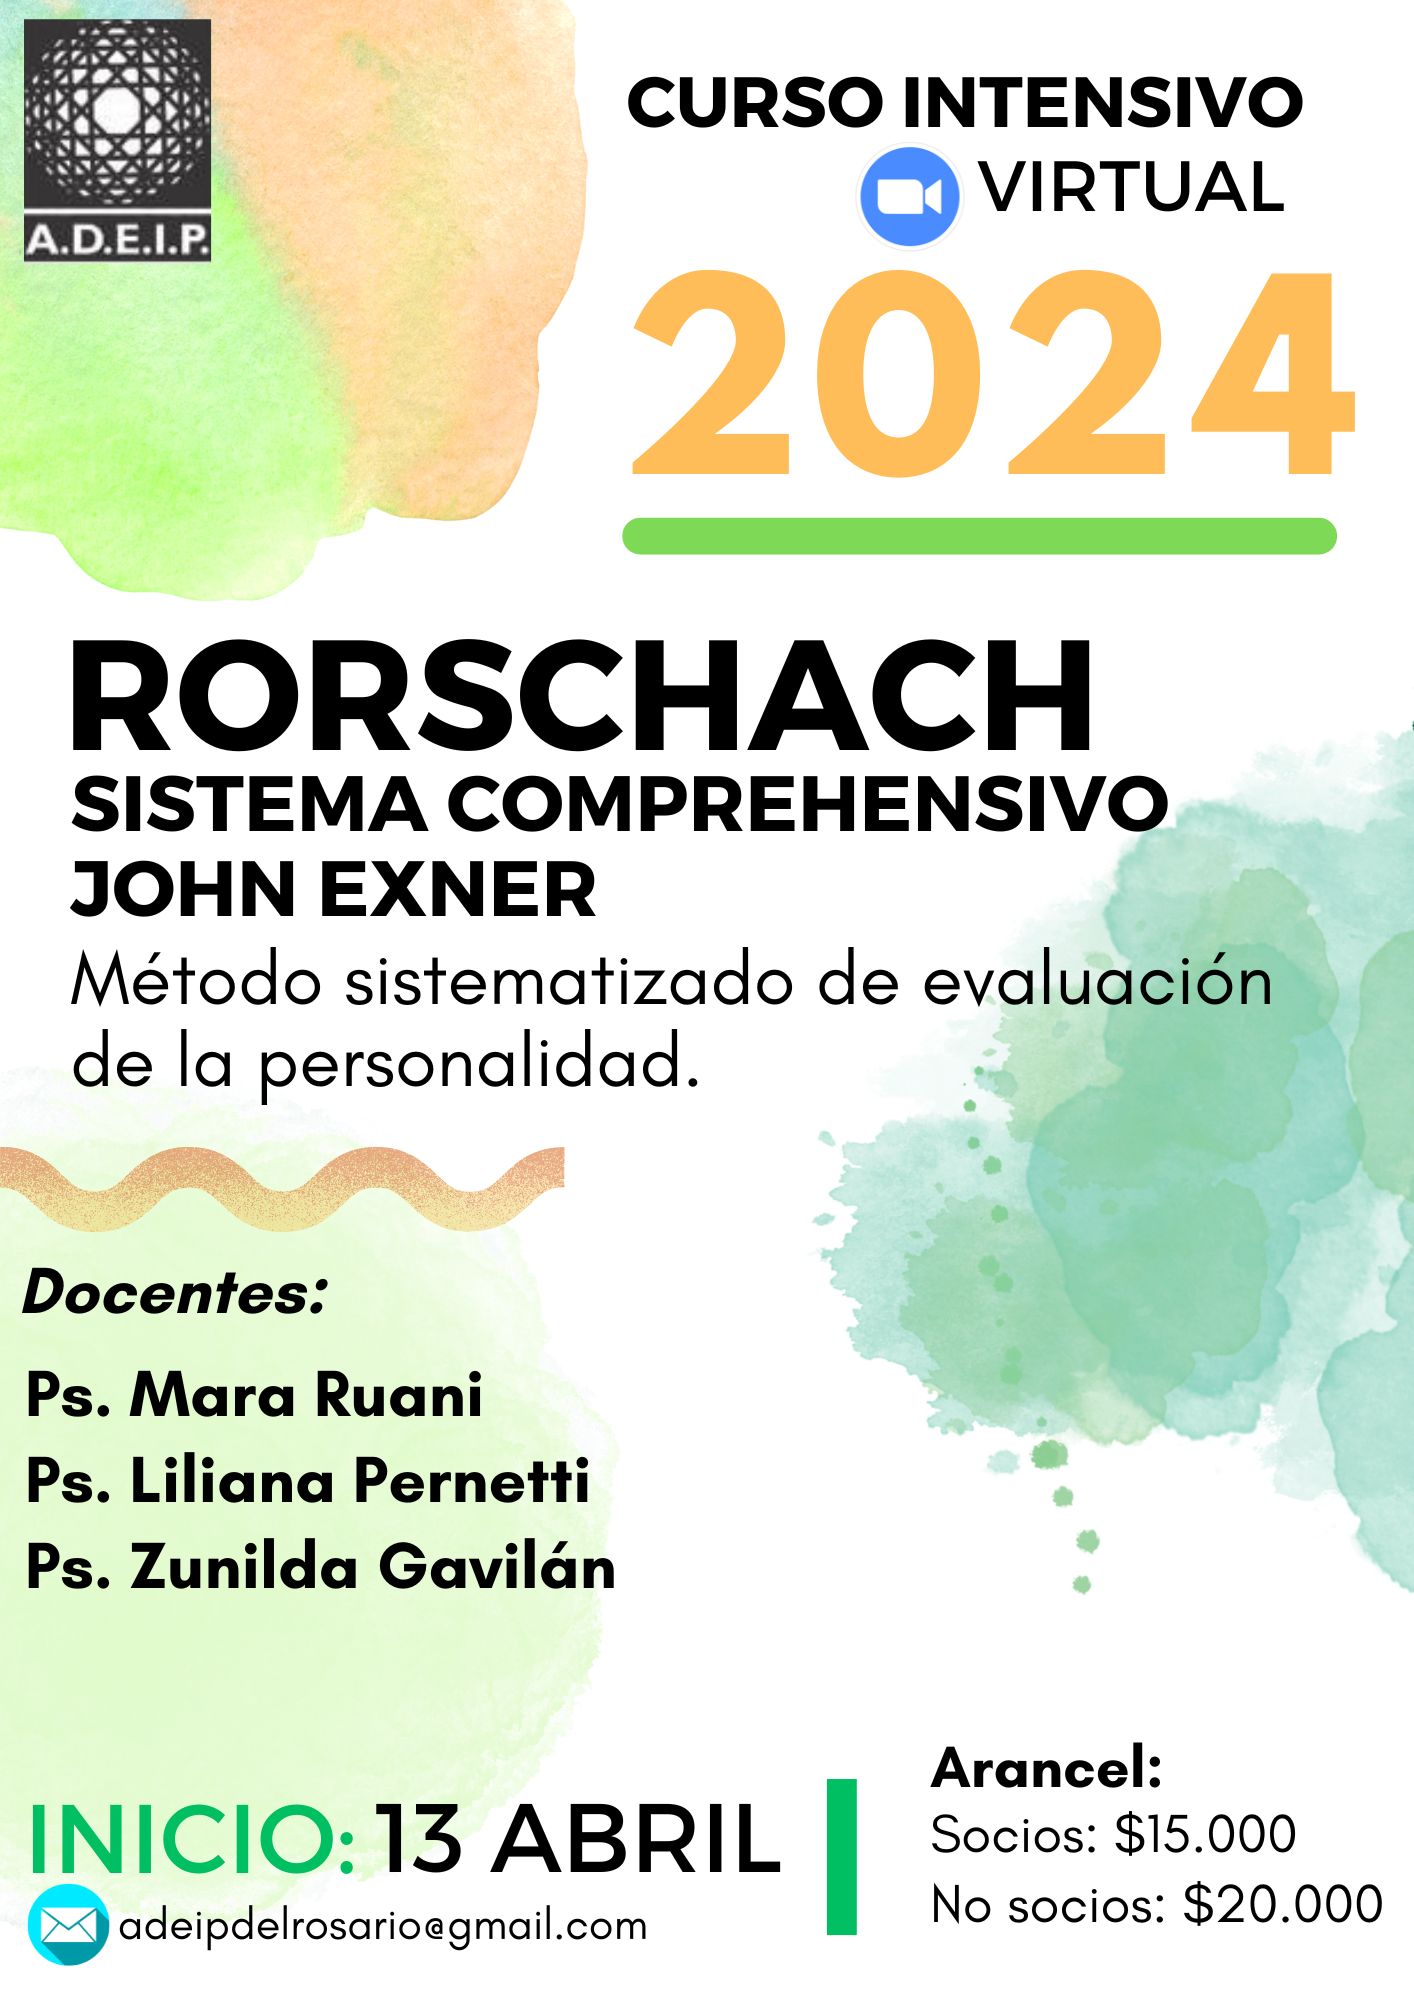 A.D.E.I.P.
CURSO INTENSIVO
VIRTUAL
2024
RORSCHACH
SISTEMA COMPREHENSIVO
JOHN EXNER
Método sistematizado de evaluación
de la personalidad.
Docentes:
Ps. Mara Ruani
Ps. Liliana Pernetti
Ps. Zunilda Gavilán
INICIO: 13 ABRIL
adeipdelrosario@gmail.com
Arancel:
Socios: $15.000
No socios: $20.000